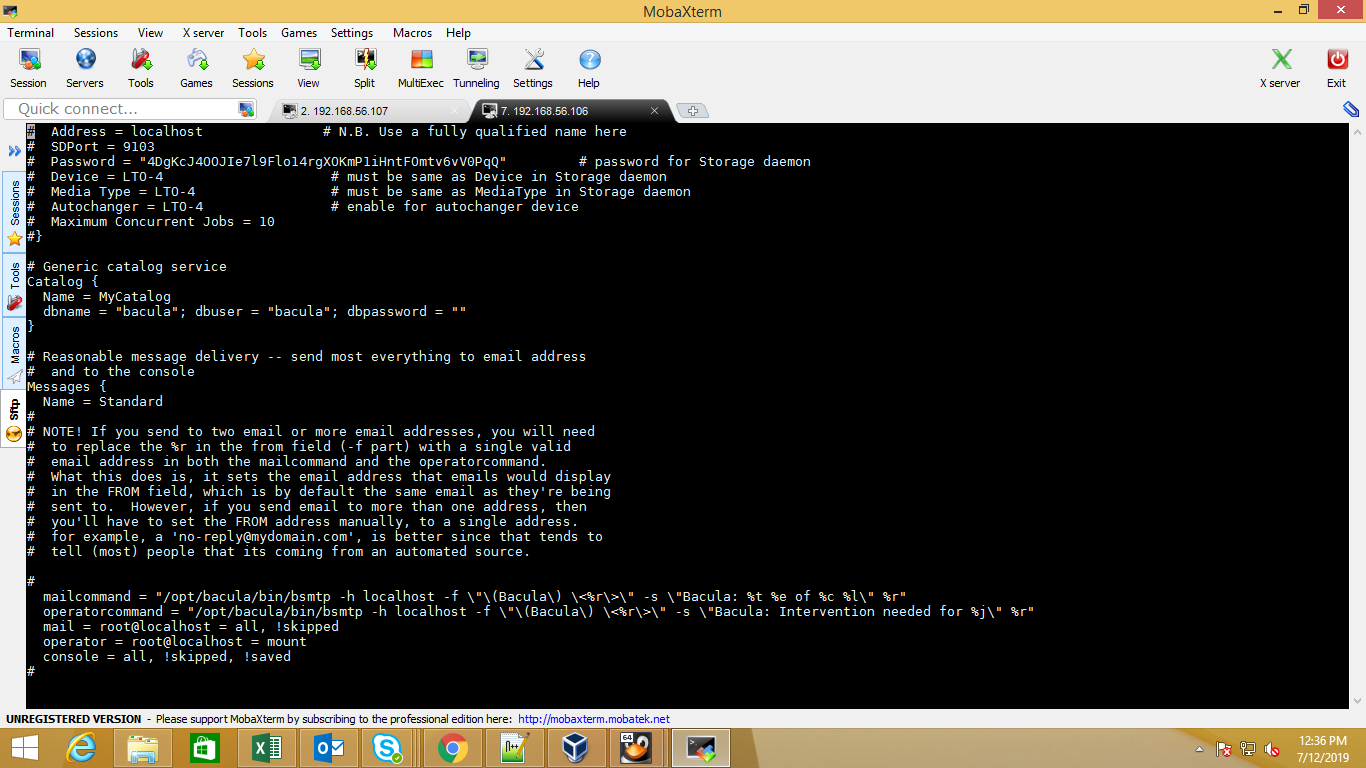 MobaXterm
Terminal Sessions View X server Tools Games Settings Macros Help
Session Servers Tools Games Sessions View Split MultiExec Tunneling Settings Help X server Exit
Quick connect... 2. 192.168.56.107 7. 192.168.56.106
Sessions
Tools
Macros
Sftp
#  Address = localhost               # N.B. Use a fully qualified name here
#  SDPort = 9103
#  Password = "4DgKcJ4OOJIe7l9Flo14rgXOKmP1iHntFOmtv6vV0PqQ"         # password for Storage daemon
#  Device = LTO-4                     # must be same as Device in Storage daemon
#  Media Type = LTO-4                 # must be same as MediaType in Storage daemon
#  Autochanger = LTO-4                # enable for autochanger device
#  Maximum Concurrent Jobs = 10
#}
# Generic catalog service
Catalog {
  Name = MyCatalog
  dbname = "bacula"; dbuser = "bacula"; dbpassword = ""
}
# Reasonable message delivery -- send most everything to email address
#  and to the console
Messages {
  Name = Standard
#
# NOTE! If you send to two email or more email addresses, you will need
#  to replace the %r in the from field (-f part) with a single valid
#  email address in both the mailcommand and the operatorcommand.
#  What this does is, it sets the email address that emails would display
#  in the FROM field, which is by default the same email as they're being
#  sent to.  However, if you send email to more than one address, then
#  you'll have to set the FROM address manually, to a single address.
#  for example, a 'no-reply@mydomain.com', is better since that tends to
#  tell (most) people that its coming from an automated source.
#
  mailcommand = "/opt/bacula/bin/bsmtp -h localhost -f \"\(Bacula\) \<%r\>\" -s \"Bacula: %t %e of %c %l\" %r"
  operatorcommand = "/opt/bacula/bin/bsmtp -h localhost -f \"\(Bacula\) \<%r\>\" -s \"Bacula: Intervention needed for %j\" %r"
  mail = root@localhost = all, !skipped
  operator = root@localhost = mount
  console = all, !skipped, !saved
#
UNREGISTERED VERSION - Please support MobaXterm by subscribing to the professional edition here: http://mobaxterm.mobatek.net
64
12:36 PM
7/12/2019